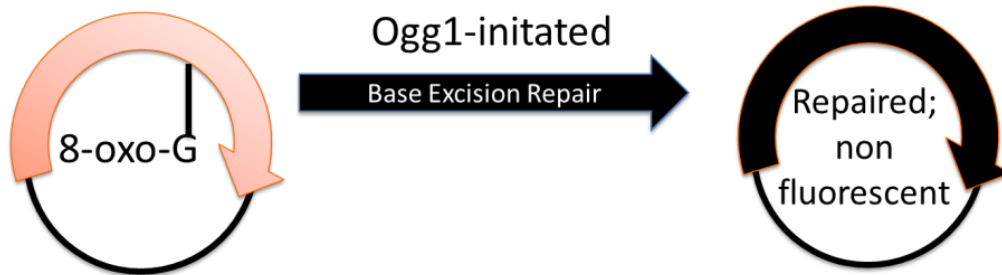 Ogg1-initated
Base Excision Repair
8-oxo-G
Repaired;
non
fluorescent